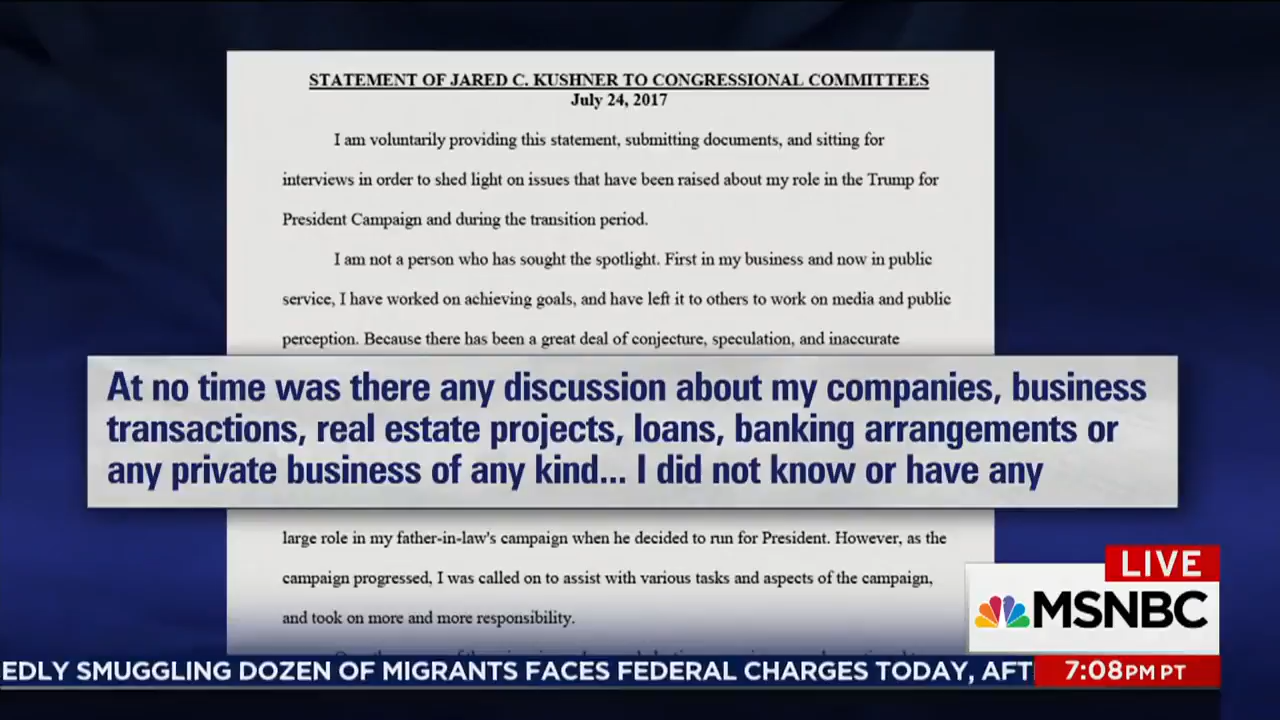 STATEMENT OF JARED C. KUSHNER TO CONGRESSIONAL COMMITTEES
July 24, 2017
I am voluntarily providing this statement, submitting documents, and sitting for
interviews in order to shed light on issues that have been raised about my role in the Trump for
President Campaign and during the transition period.
I am not a person who has sought the spotlight. First in my business and now in public
service, I have worked on achieving goals, and have left it to others to work on media and public
perception. Because there has been a great deal of conjecture, speculation, and inaccurate
At no time was there any discussion about my companies, business
transactions, real estate projects, loans, banking arrangements or
any private business of any kind... I did not know or have any
large role in my father-in-law's campaign when he decided to run for President. However, as the
campaign progressed, I was called on to assist with various tasks and aspects of the campaign,
and took on more and more responsibility.
LIVE
MSNBC
EDLY SMUGGLING DOZEN OF MIGRANTS FACES FEDERAL CHARGES TODAY, AFT
7:08PM PT